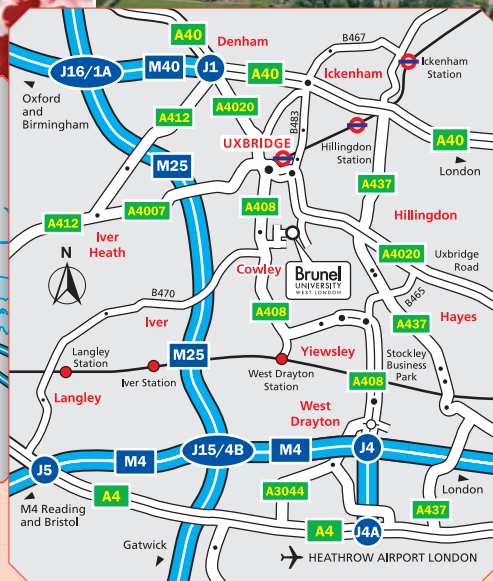 A40
Denham
B467
J16/1A
M40
J1
A40
Ickenham
Ickenham
Station
Oxford
and
Birmingham
A412
A4020
B483
UXBRIDGE
Hillingdon
Station
A40
London
M25
A437
A412
A4007
A408
Hillingdon
Iver
Heath
N
Cowley
Brunel
UNIVERSITY
WEST LONDON
A4020
Uxbridge
Road
B470
Iver
A408
B465
A437
Hayes
Langley
Station
Iver Station
M25
West Drayton
Station
Yiewsley
Stockley
Business
Park
A408
Langley
West
Drayton
J5
M4
J15/4B
M4
J4
M4 Reading
and Bristol
A4
A3044
London
A437
Gatwick
A4
J4A
HEATHROW AIRPORT LONDON